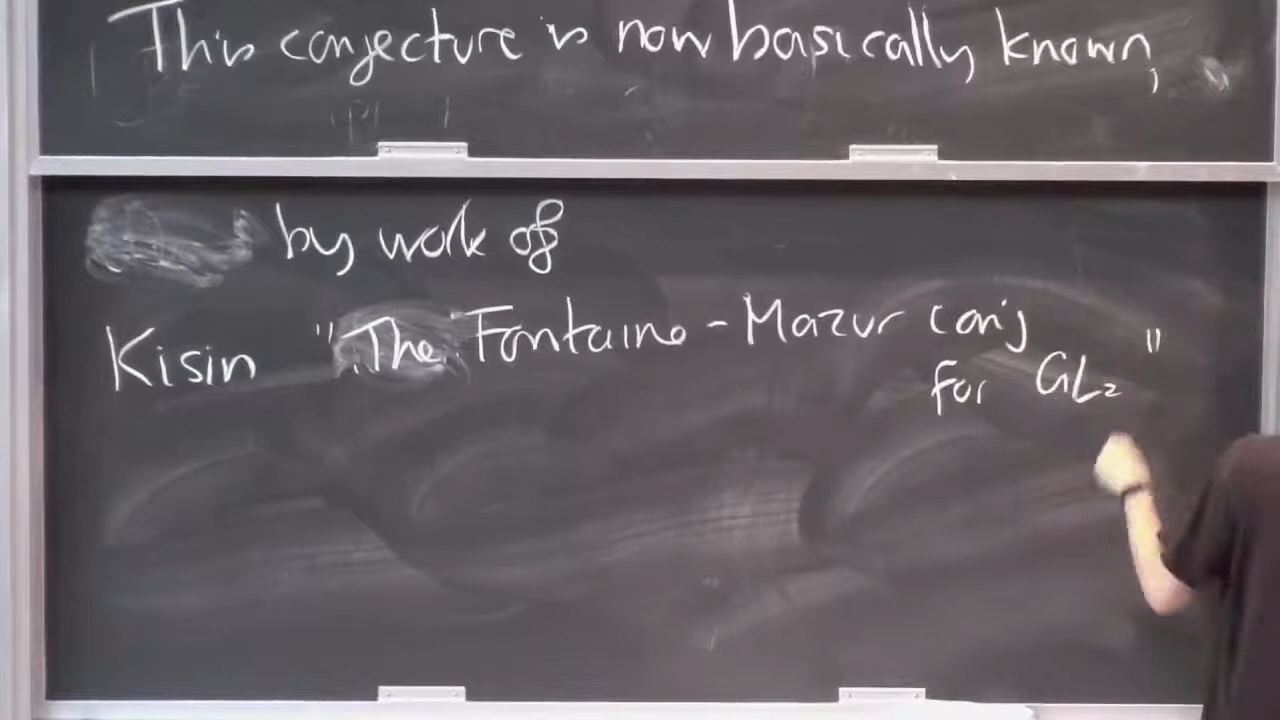 This conjecture is now basically known,
by work of
Kisin "The Fontaine-Mazur conj
for GL₂"